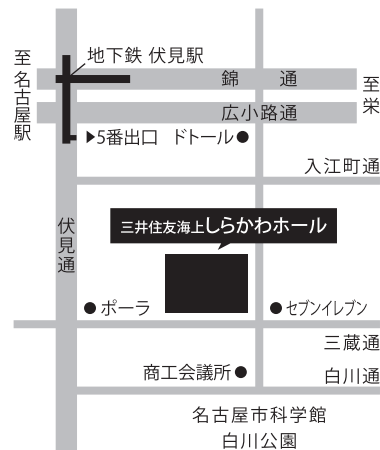 地下鉄 伏見駅
至名古屋駅
錦通
至栄
広小路通
▶5番出口 ドトール●
入江町通
伏見通
三井住友海上しらかわホール
●ポーラ
●セブンイレブン
三蔵通
商工会議所●
白川通
名古屋市科学館
白川公園